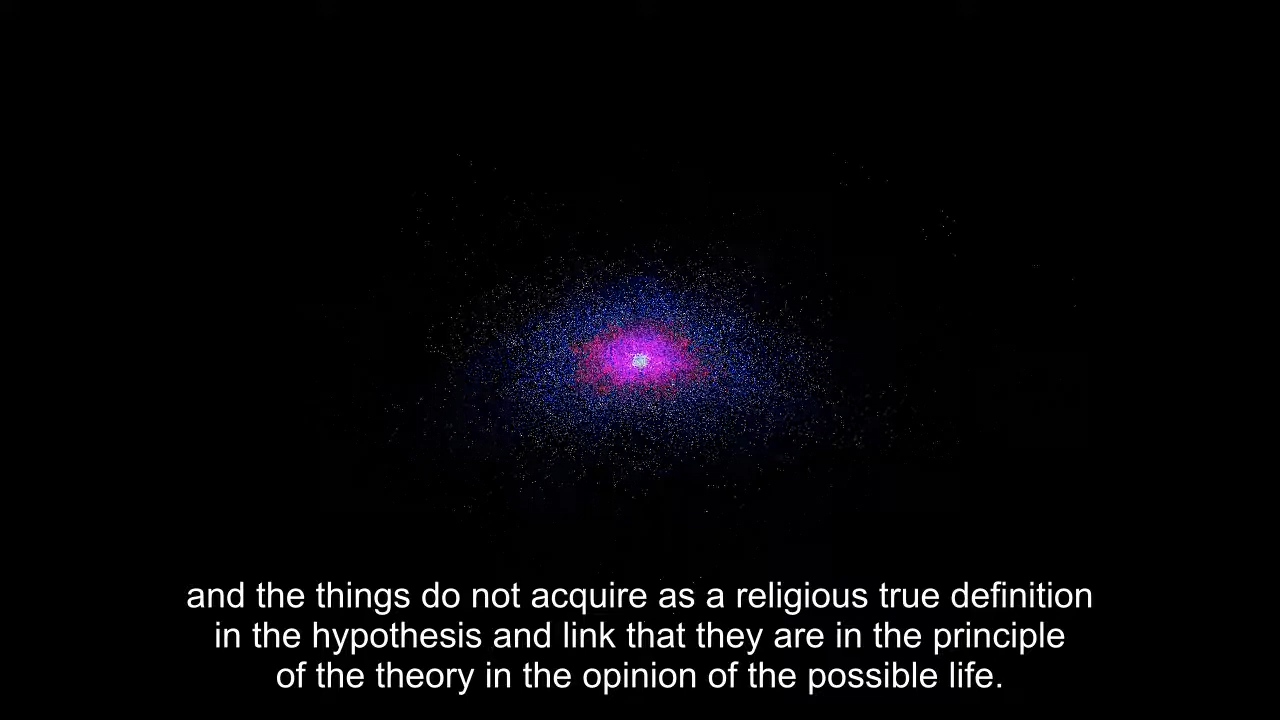 and the things do not acquire as a religious true definition
in the hypothesis and link that they are in the principle
of the theory in the opinion of the possible life.